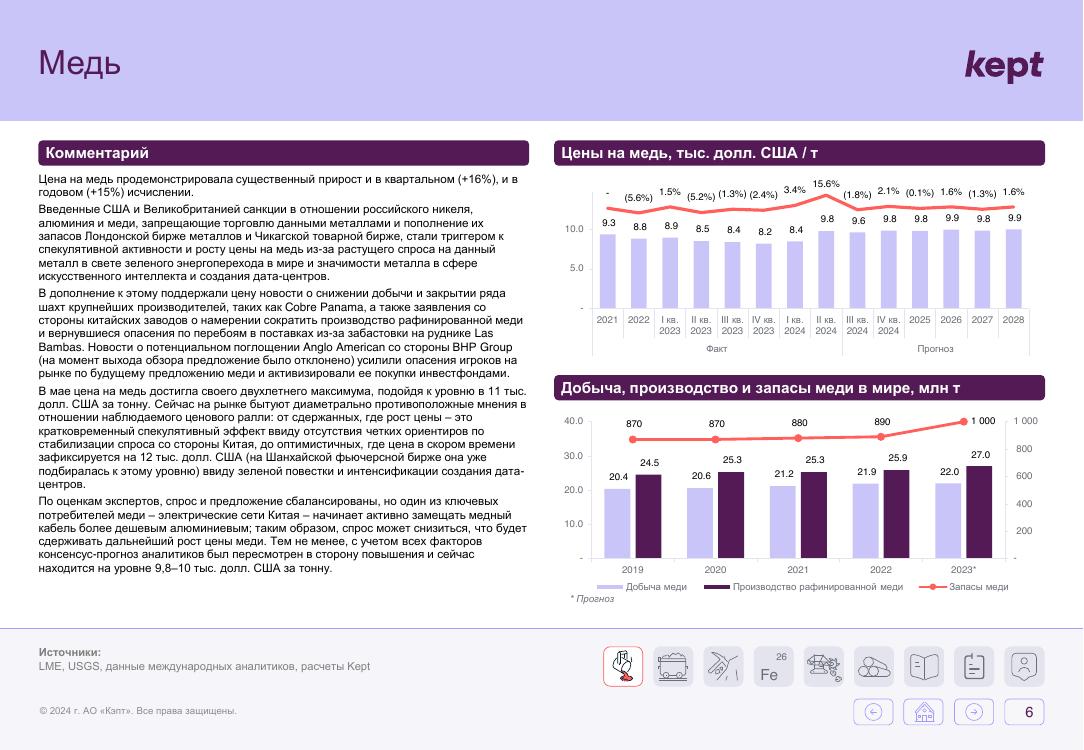 Медь
kept
Комментарий
Цена на медь продемонстрировала существенный прирост и в квартальном (+16%), и в
годовом (+15%) исчислении.
Введенные США и Великобританией санкции в отношении российского никеля,
алюминия и меди, запрещающие торговлю данными металлами и пополнение их
запасов Лондонской бирже металлов и Чикагской товарной бирже, стали триггером к
спекулятивной активности и росту цены на медь из-за растущего спроса на данный
металл в свете зеленого энергоперехода в мире и значимости металла в сфере
искусственного интеллекта и создания дата-центров.
В дополнение к этому поддержали цену новости о снижении добычи и закрытии ряда
шахт крупнейших производителей, таких как Cobre Panama, а также заявления со
стороны китайских заводов о намерении сократить производство рафинированной меди
и вернувшиеся опасения по перебоям в поставках из-за забастовки на руднике Las
Bambas. Новости о потенциальном поглощении Anglo American со стороны BHP Group
(на момент выхода обзора предложение было отклонено) усилили опасения игроков на
рынке по будущему предложению меди и активизировали ее покупки инвестфондами.
В мае цена на медь достигла своего двухлетнего максимума, подойдя к уровню в 11 тыс.
долл. США за тонну. Сейчас на рынке бытуют диаметрально противоположные мнения в
отношении наблюдаемого ценового ралли: от сдержанных, где рост цены – это
кратковременный спекулятивный эффект ввиду отсутствия четких ориентиров по
стабилизации спроса со стороны Китая, до оптимистичных, где цена в скором времени
зафиксируется на 12 тыс. долл. США (на Шанхайской фьючерсной бирже она уже
подбиралась к этому уровню) ввиду зеленой повестки и интенсификации создания дата-
центров.
По оценкам экспертов, спрос и предложение сбалансированы, но один из ключевых
потребителей меди – электрические сети Китая – начинает активно замещать медный
кабель более дешевым алюминиевым; таким образом, спрос может снизиться, что будет
сдерживать дальнейший рост цены меди. Тем не менее, с учетом всех факторов
консенсус-прогноз аналитиков был пересмотрен в сторону повышения и сейчас
находится на уровне 9,8–10 тыс. долл. США за тонну.
Цены на медь, тыс. долл. США / т
- (5.6%) 1.5% (5.2%) (1.3%) (2.4%) 3.4% 15.6% (1.8%) 2.1% (0.1%) 1.6% (1.3%) 1.6%
9.3 8.8 8.9 8.5 8.4 8.2 8.4 9.8 9.6 9.8 9.8 9.9 9.8 9.9
10.0
5.0
-
2021 2022 I кв. II кв. III кв. IV кв. I кв. II кв. III кв. IV кв. 2025 2026 2027 2028
2023 2023 2023 2023 2024 2024 2024 2024
Факт Прогноз
Добыча, производство и запасы меди в мире, млн т
40.0 870 870 880 890 1 000 1 000
30.0 800
24.5 25.3 25.3 25.9 27.0
600
20.4 20.6 21.2 21.9 22.0
20.0
400
10.0
200
- -
2019 2020 2021 2022 2023*
Добыча меди Производство рафинированной меди Запасы меди
* Прогноз
Источники:
LME, USGS, данные международных аналитиков, расчеты Kept
26
Fe
© 2024 г. АО «Кэпт». Все права защищены.
6